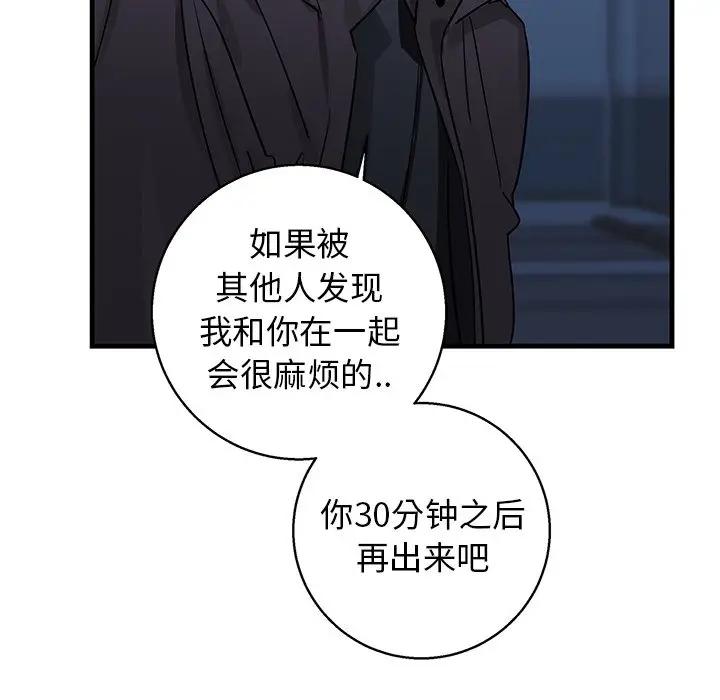 如果被
其他人发现
我和你在一起
会很麻烦的..
你30分钟之后
再出来吧